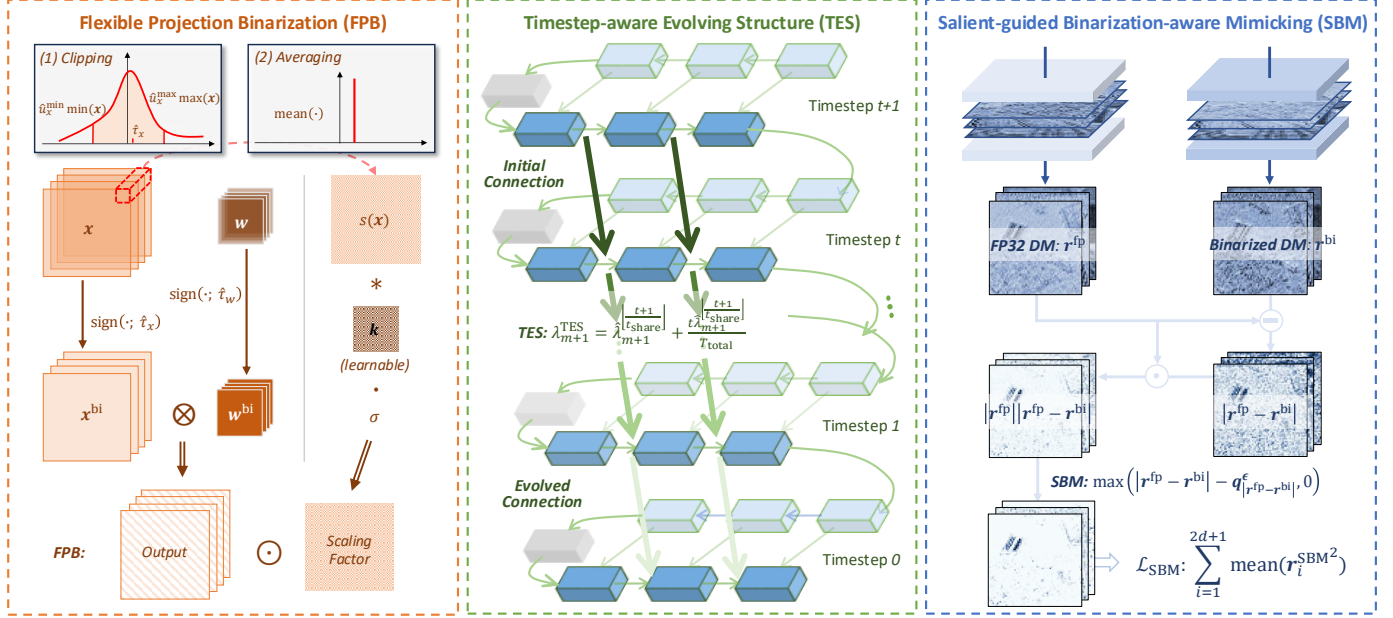 Flexible Projection Binarization (FPB)
(1) Clipping
û_x^min min(x)
û_x^max max(x)
τ̂_x
(2) Averaging
mean(·)
x
w
s(x)
sign(·; τ̂_w)
*
sign(·; τ̂_x)
k
(learnable)
·
x^bi
⊗
w^bi
σ
FPB:
Output
⊙
Scaling
Factor
Timestep-aware Evolving Structure (TES)
Timestep t+1
Initial
Connection
Timestep t
TES: λ_{m+1}^{TES} = λ̂_{m+1}^{⌊(t+1)/t_share⌋} + tλ̂_{m+1}^{⌊(t+1)/t_share⌋} / T_total
Timestep 1
Evolved
Connection
Timestep 0
Salient-guided Binarization-aware Mimicking (SBM)
FP32 DM: r^fp
Binarized DM: r^bi
|r^fp||r^fp − r^bi|
|r^fp − r^bi|
SBM: max(|r^fp − r^bi| − q^ϵ_{|r^fp−r^bi|}, 0)
ℒ_SBM: ∑_{i=1}^{2d+1} mean(r_i^{SBM^2})